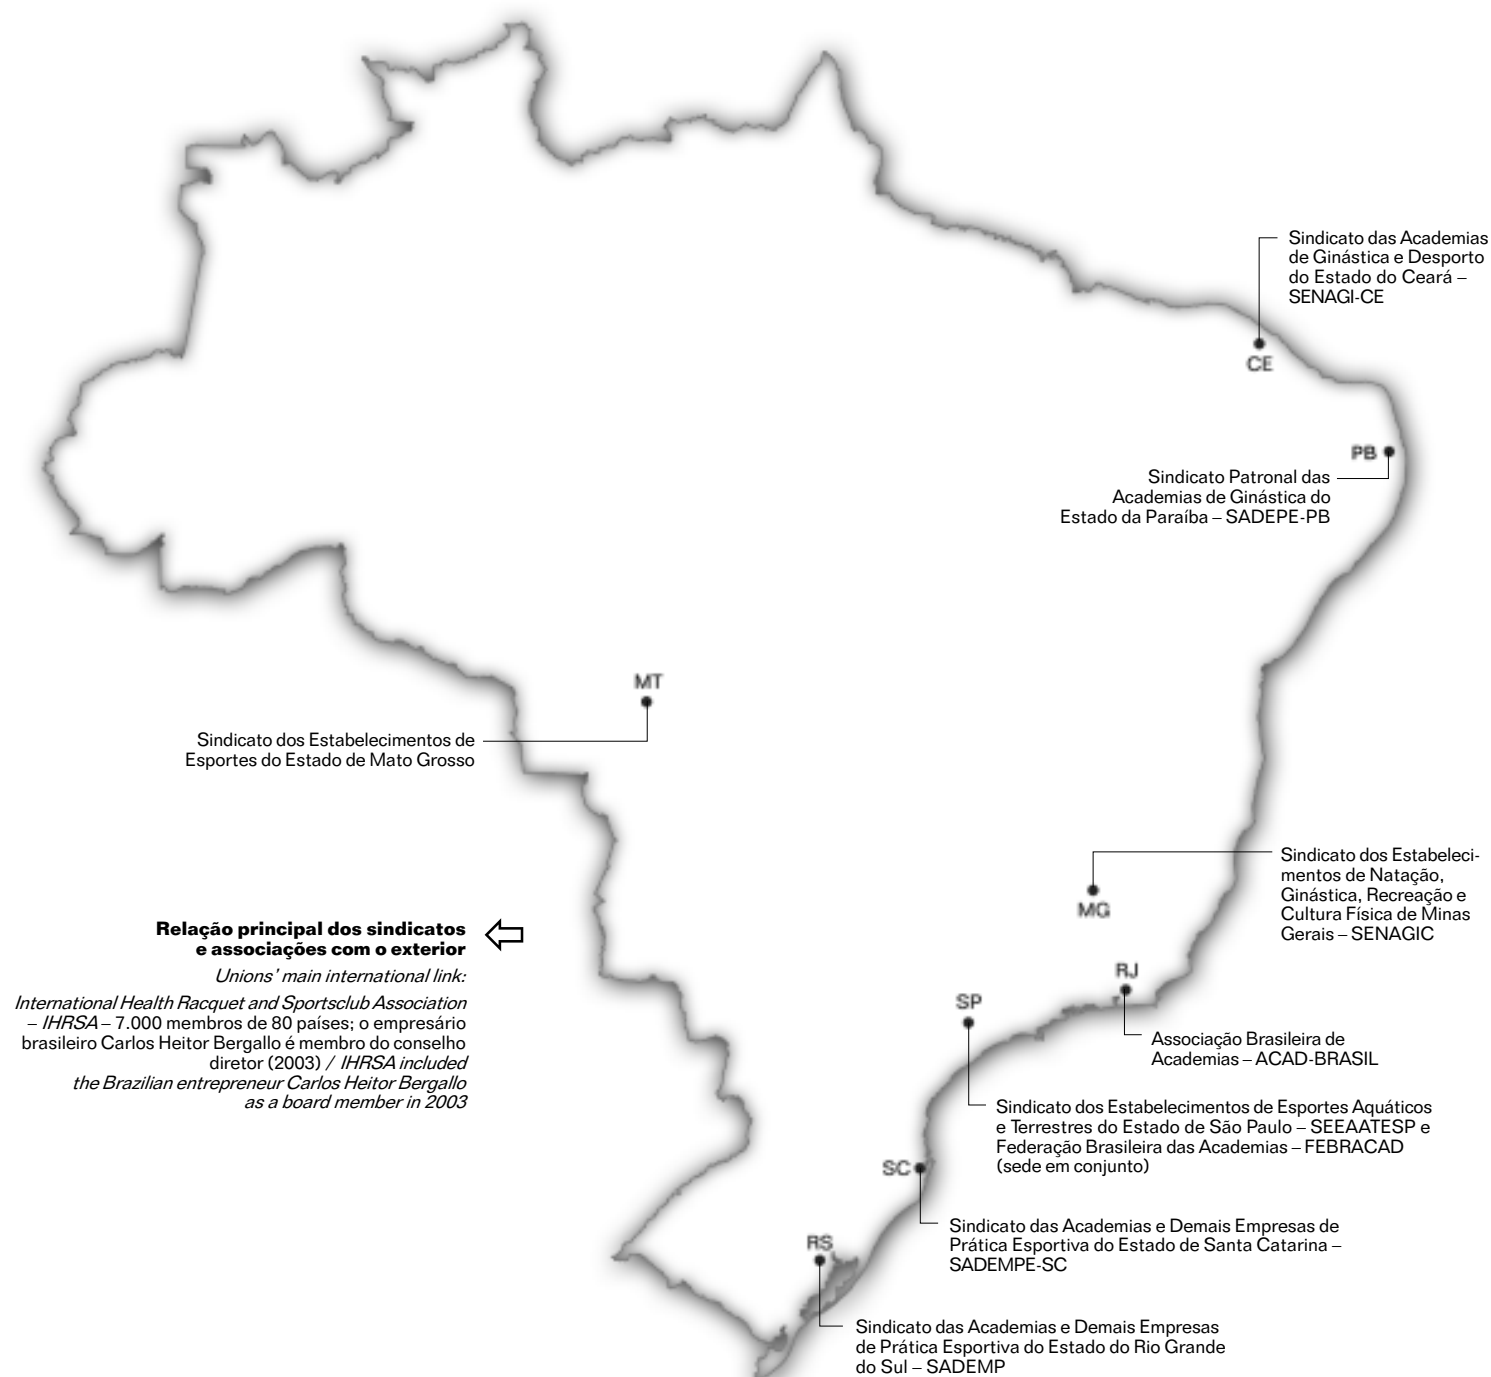 Sindicato das Academias
de Ginástica e Desporto
do Estado do Ceará –
SENAGI-CE
CE
PB
Sindicato Patronal das
Academias de Ginástica do
Estado da Paraíba – SADEPE-PB
MT
Sindicato dos Estabelecimentos de
Esportes do Estado de Mato Grosso
Sindicato dos Estabeleci-
mentos de Natação,
Ginástica, Recreação e
Cultura Física de Minas
Gerais – SENAGIC
MG
Relação principal dos sindicatos
e associações com o exterior
Unions' main international link:
International Health Racquet and Sportsclub Association
– IHRSA – 7.000 membros de 80 países; o empresário
brasileiro Carlos Heitor Bergallo é membro do conselho
diretor (2003) / IHRSA included
the Brazilian entrepreneur Carlos Heitor Bergallo
as a board member in 2003
RJ
SP
Associação Brasileira de
Academias – ACAD-BRASIL
Sindicato dos Estabelecimentos de Esportes Aquáticos
e Terrestres do Estado de São Paulo – SEEAATESP e
Federação Brasileira das Academias – FEBRACAD
(sede em conjunto)
SC
Sindicato das Academias e Demais Empresas de
Prática Esportiva do Estado de Santa Catarina –
SADEMPE-SC
RS
Sindicato das Academias e Demais Empresas
de Prática Esportiva do Estado do Rio Grande
do Sul – SADEMP